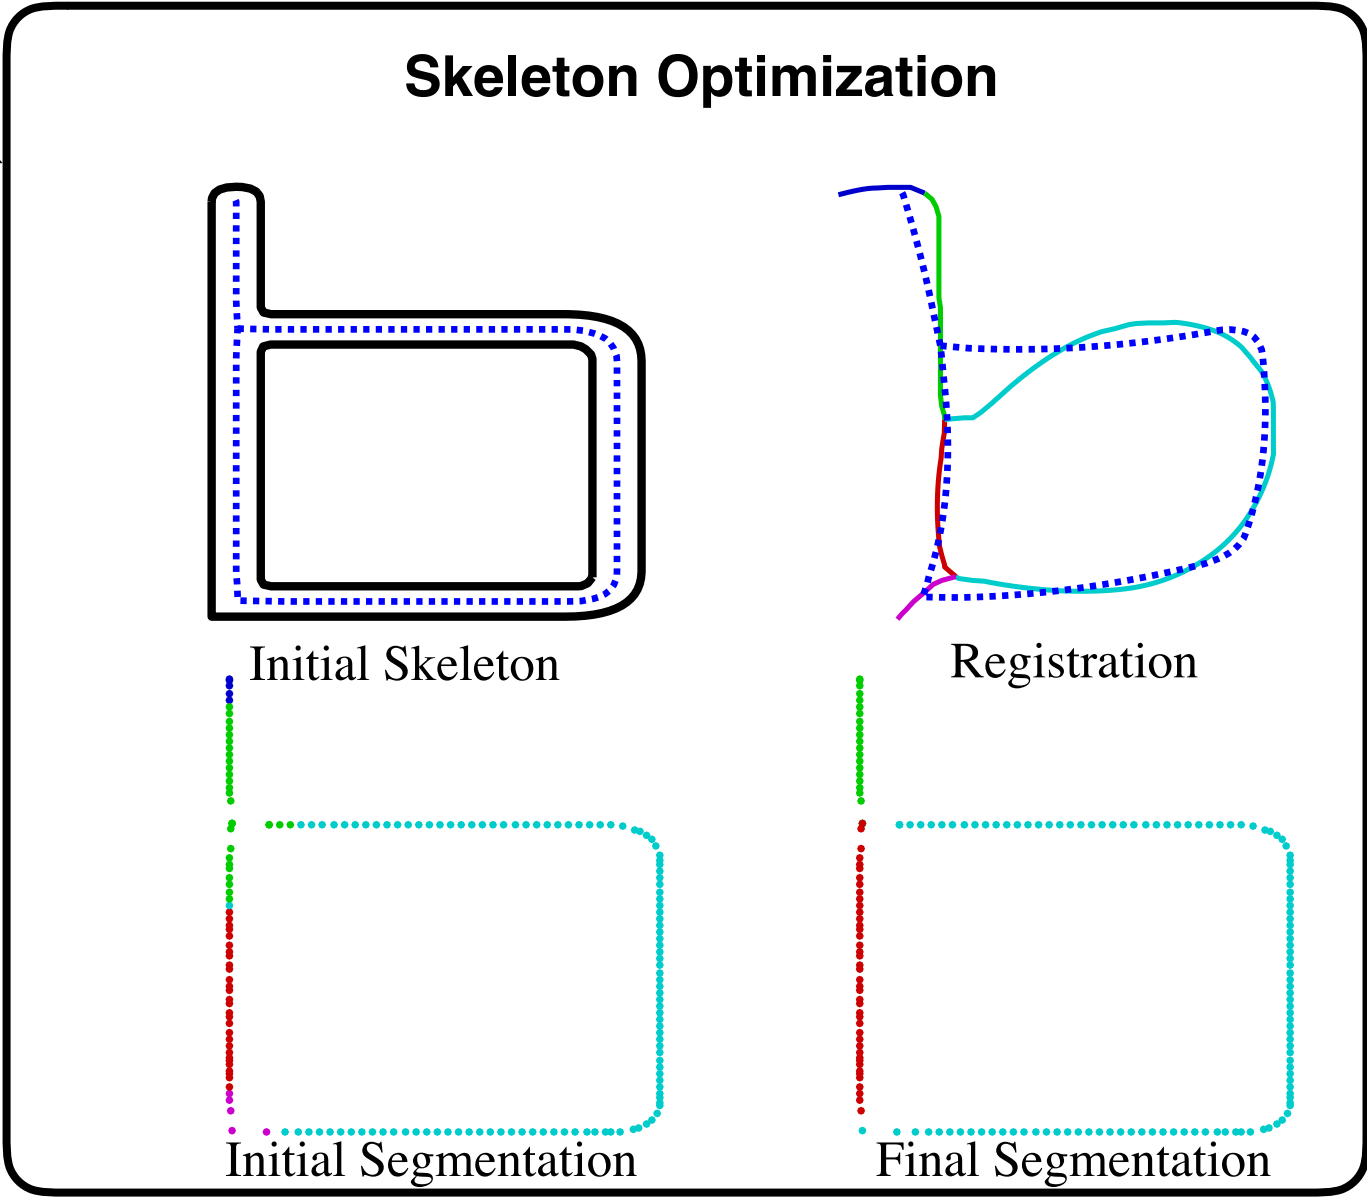 Skeleton Optimization
Initial Skeleton
Registration
Initial Segmentation
Final Segmentation